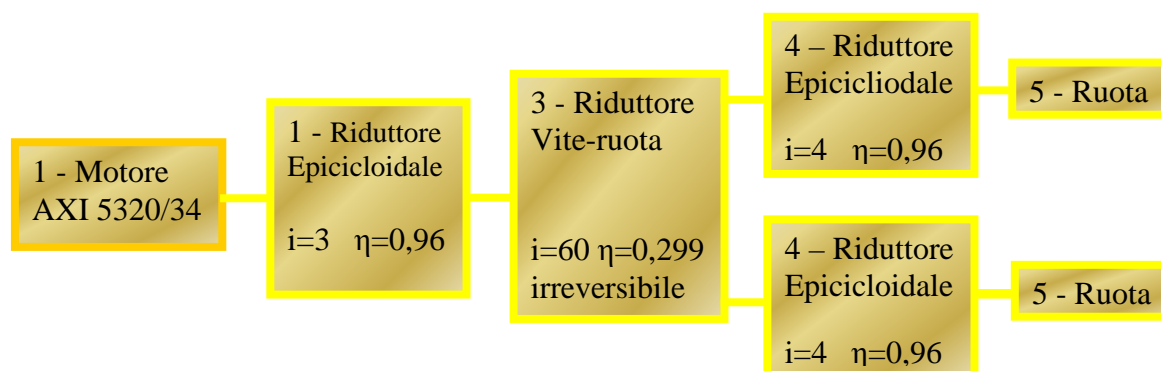 1 - Motore
AXI 5320/34
1 - Riduttore
Epicicloidale
i=3 η=0,96
3 - Riduttore
Vite-ruota
i=60 η=0,299
irreversibile
4 – Riduttore
Epicicliodale
i=4 η=0,96
5 - Ruota
4 – Riduttore
Epicicloidale
i=4 η=0,96
5 - Ruota